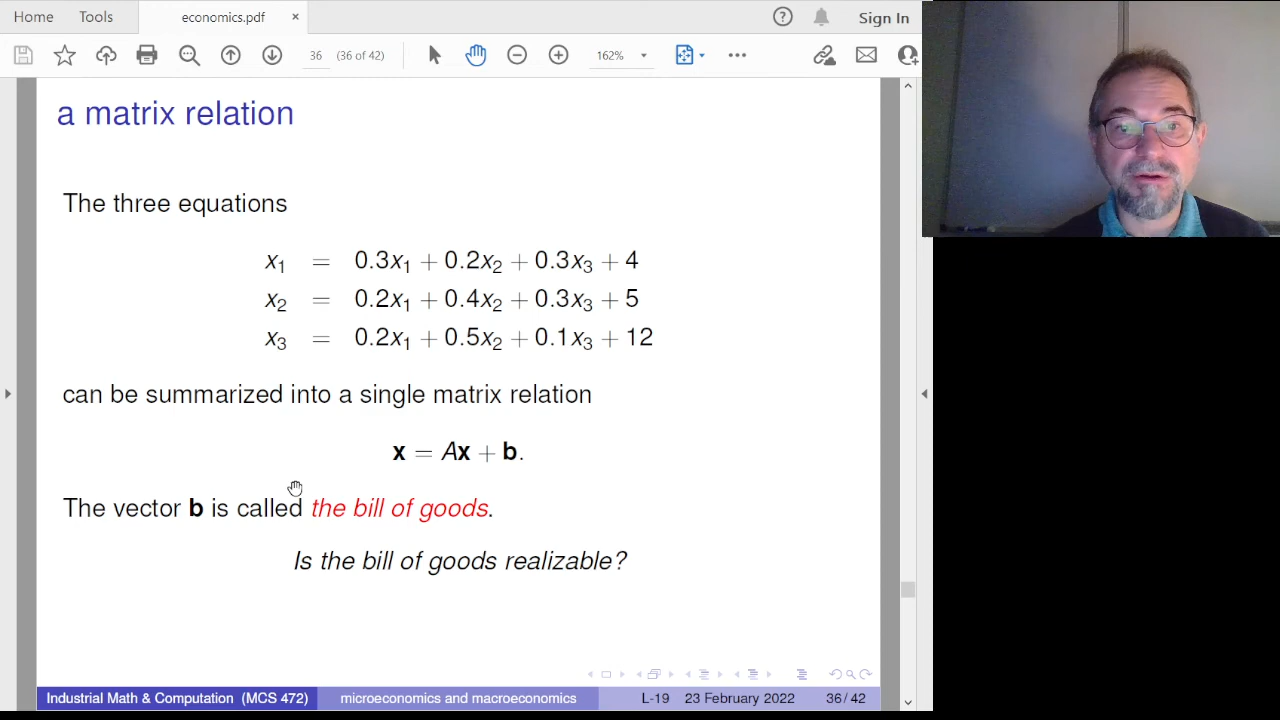 Home Tools economics.pdf × Sign In
36 (36 of 42) 162%
a matrix relation
The three equations
x₁ = 0.3x₁ + 0.2x₂ + 0.3x₃ + 4
x₂ = 0.2x₁ + 0.4x₂ + 0.3x₃ + 5
x₃ = 0.2x₁ + 0.5x₂ + 0.1x₃ + 12
can be summarized into a single matrix relation
x = Ax + b.
The vector b is called the bill of goods.
Is the bill of goods realizable?
Industrial Math & Computation (MCS 472) microeconomics and macroeconomics L-19 23 February 2022 36 / 42